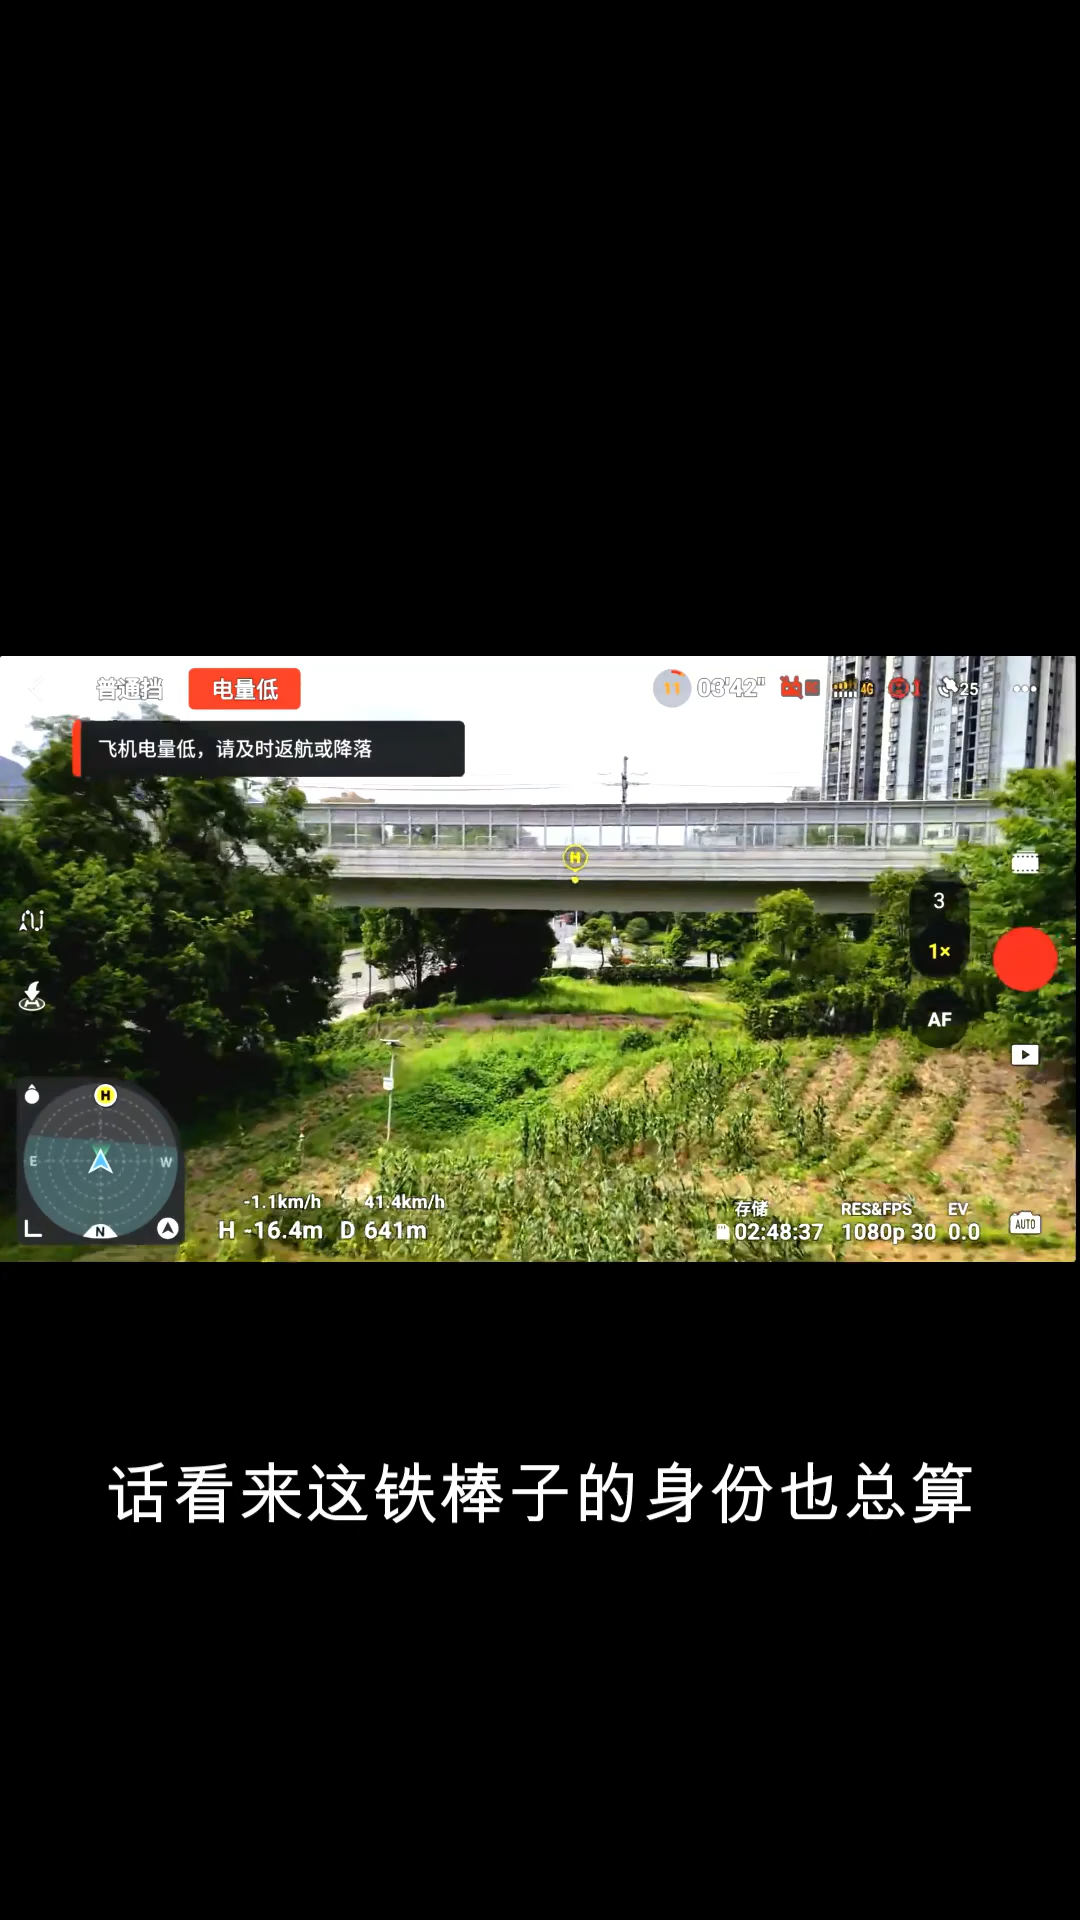 普通挡
电量低
11
03'42"
4G
1
25
飞机电量低，请及时返航或降落
H
3
1×
AF
H
E
W
N
-1.1km/h
41.4km/h
H -16.4m
D 641m
存储
02:48:37
RES&FPS
1080p 30
EV
0.0
AUTO
话看来这铁棒子的身份也总算